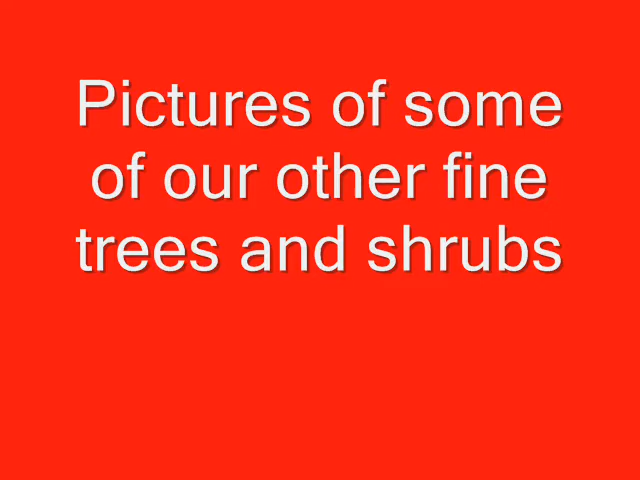 Pictures of some
of our other fine
trees and shrubs